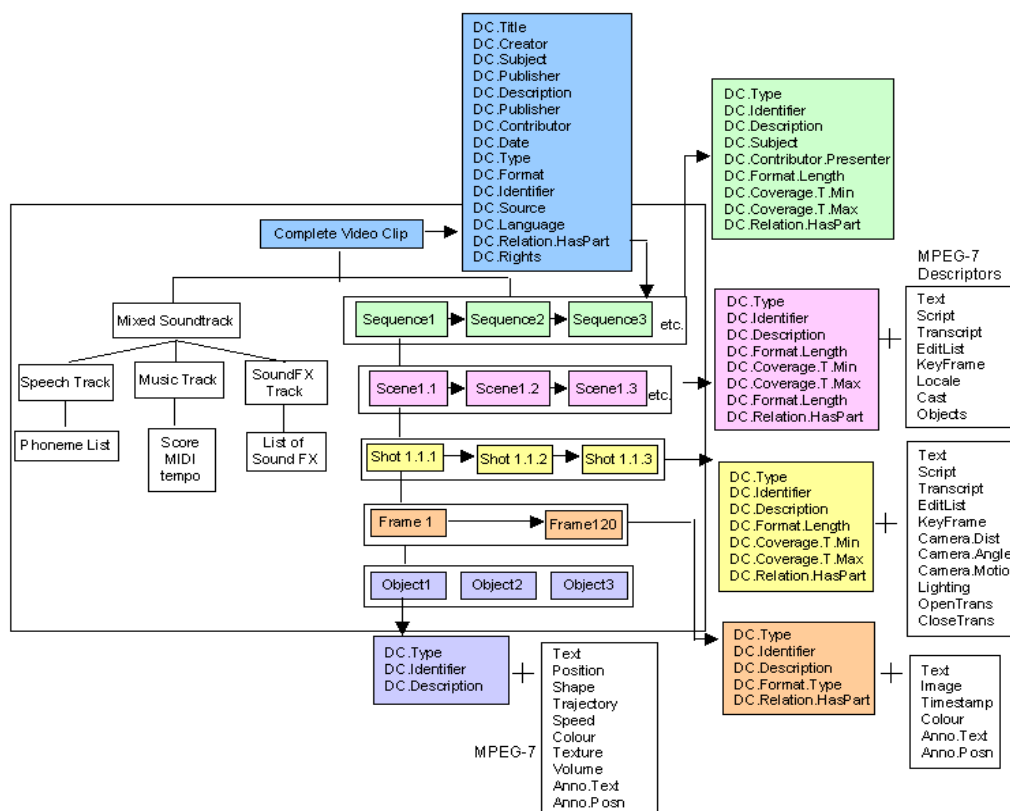 DC.Title
DC.Creator
DC.Subject
DC.Publisher
DC.Description
DC.Publisher
DC.Contributor
DC.Date
DC.Type
DC.Format
DC.Identifier
DC.Source
DC.Language
DC.Relation.HasPart
DC.Rights
DC.Type
DC.Identifier
DC.Description
DC.Subject
DC.Contributor.Presenter
DC.Format.Length
DC.Coverage.T.Min
DC.Coverage.T.Max
DC.Relation.HasPart
Complete Video Clip
Mixed Soundtrack
Speech Track
Music Track
SoundFX
Track
Phoneme List
Score
MIDI
tempo
List of
Sound FX
Sequence1
Sequence2
Sequence3
etc.
Scene1.1
Scene1.2
Scene1.3
etc.
Shot 1.1.1
Shot 1.1.2
Shot 1.1.3
Frame 1
Frame120
Object1
Object2
Object3
MPEG-7
Descriptors
DC.Type
DC.Identifier
DC.Description
DC.Format.Length
DC.Coverage.T.Min
DC.Coverage.T.Max
DC.Format.Length
DC.Relation.HasPart
Text
Script
Transcript
EditList
KeyFrame
Locale
Cast
Objects
DC.Type
DC.Identifier
DC.Description
DC.Format.Length
DC.Coverage.T.Min
DC.Coverage.T.Max
DC.Relation.HasPart
Text
Script
Transcript
EditList
KeyFrame
Camera.Dist
Camera.Angle
Camera.Motio
Lighting
OpenTrans
CloseTrans
DC.Type
DC.Identifier
DC.Description
DC.Format.Type
DC.Relation.HasPart
Text
Image
Timestamp
Colour
Anno.Text
Anno.Posn
DC.Type
DC.Identifier
DC.Description
MPEG-7
Text
Position
Shape
Trajectory
Speed
Colour
Texture
Volume
Anno.Text
Anno.Posn